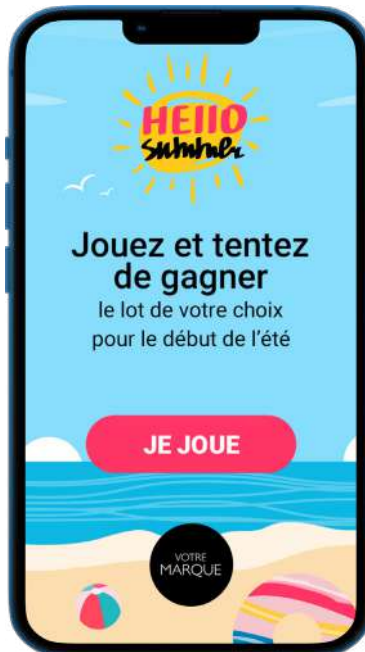 HEllO
summer
Jouez et tentez
de gagner
le lot de votre choix
pour le début de l'été
JE JOUE
VOTRE
MARQUE